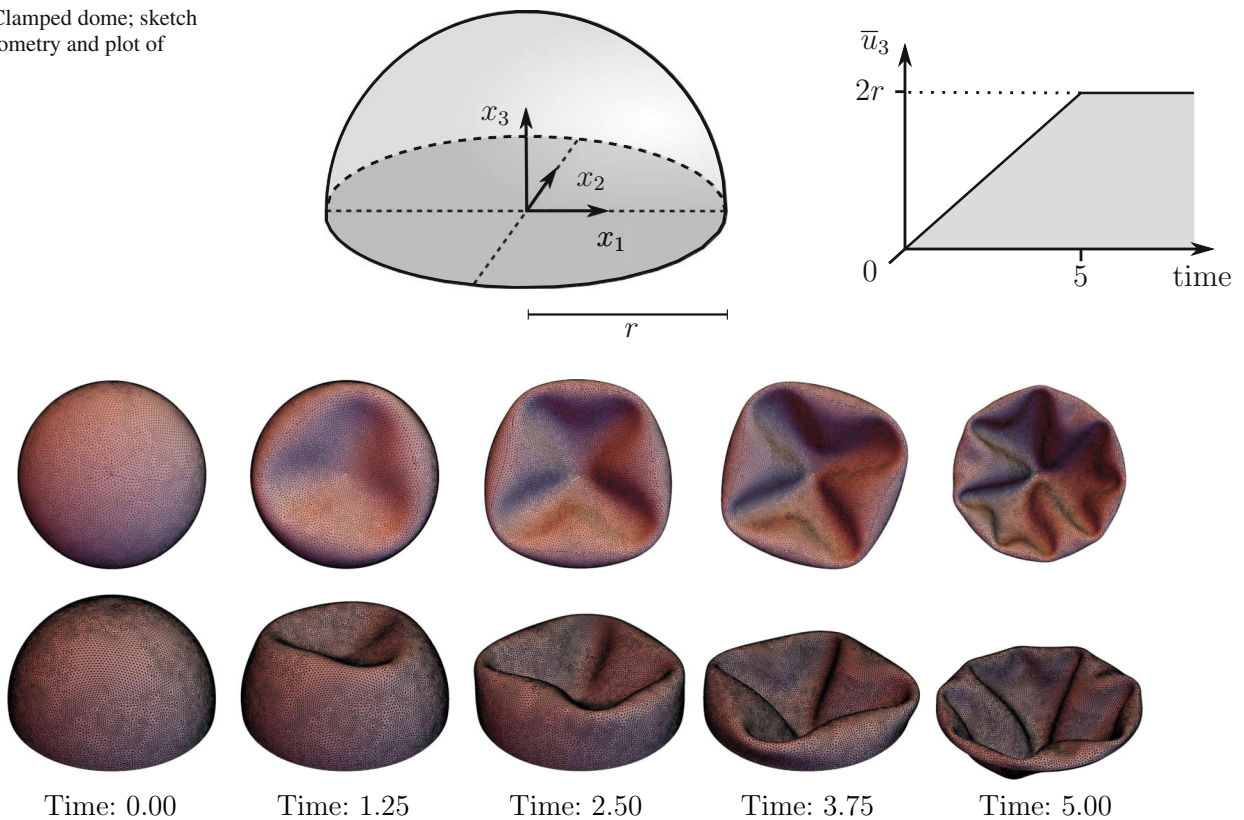 Clamped dome; sketch
ometry and plot of
x₃
x₂
x₁
r
u̅₃
2r
0
5
time
Time: 0.00
Time: 1.25
Time: 2.50
Time: 3.75
Time: 5.00